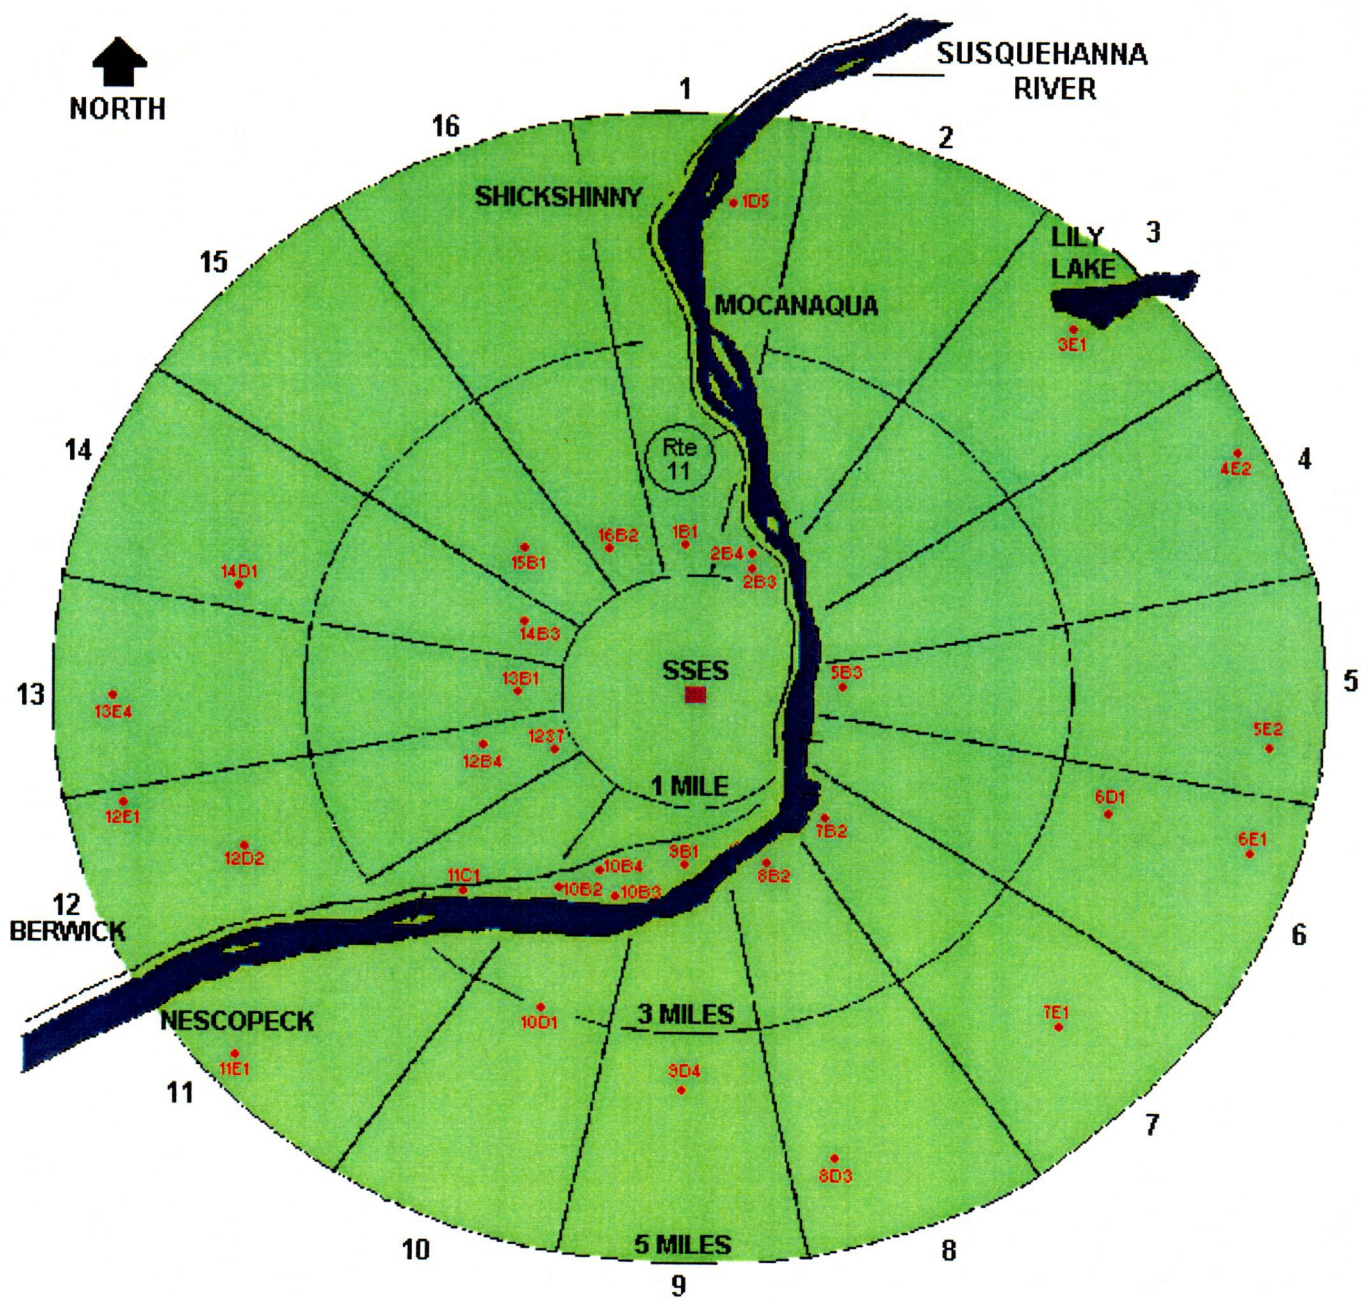 SUSQUEHANNA
RIVER
NORTH
1
16
2
SHICKSHINNY
1D5
3
LILY
LAKE
15
MOCANAQUA
3E1
14
Rte
11
4
4E2
16B2
1B1
15B1
2B4
2B3
14D1
14B3
SSES
13B1
5B3
5
13
13E4
12S7
12B4
5E2
1 MILE
6D1
12E1
7B2
6E1
12D2
9B1
10B4
8B2
11C1
10B2
10B3
12
BERWICK
6
3 MILES
NESCOPECK
10D1
7E1
11E1
9D4
11
7
8D3
5 MILES
10
8
9